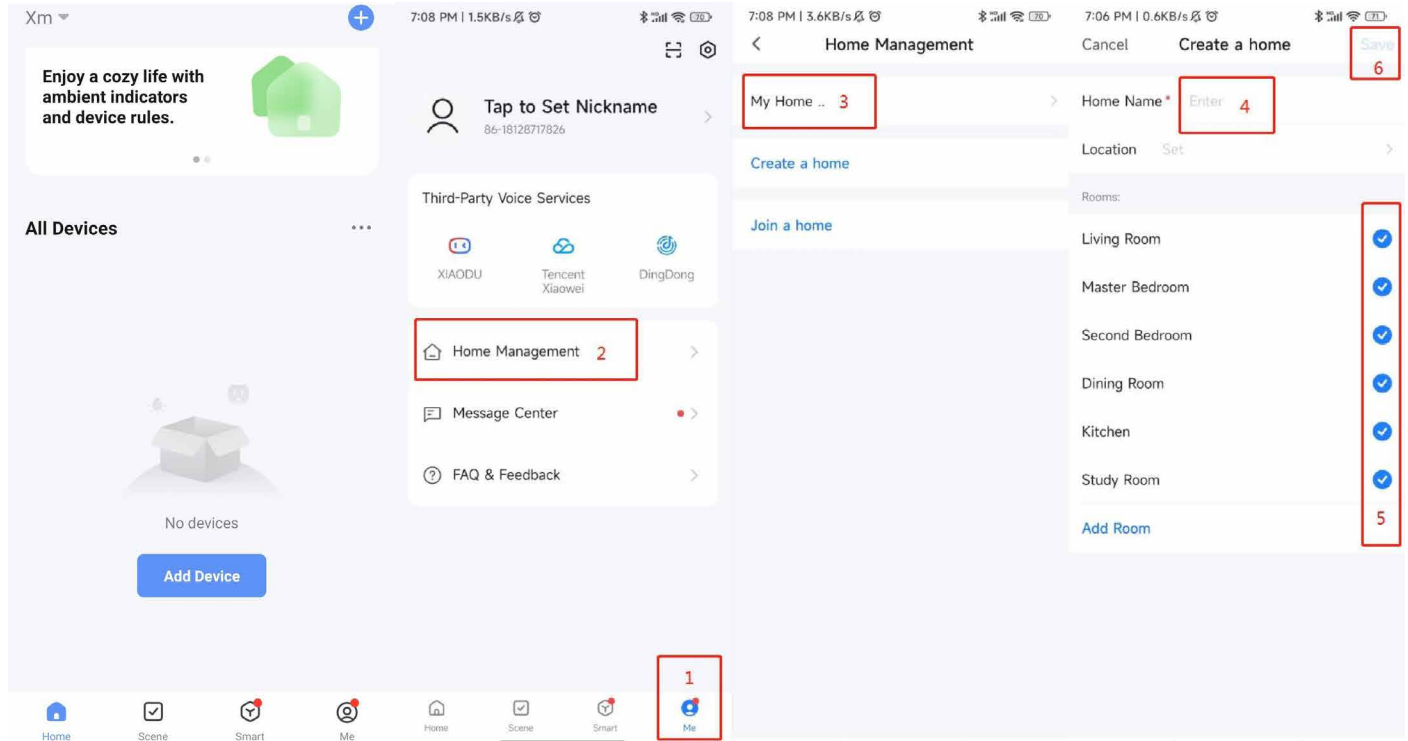 Xm
Enjoy a cozy life with
ambient indicators
and device rules.
All Devices
No devices
Add Device
Home
Scene
Smart
Me
7:08 PM | 1.5KB/s
70
Tap to Set Nickname
86-18128717826
Third-Party Voice Services
XIAODU
Tencent
Xiaowei
DingDong
Home Management 2
Message Center
FAQ & Feedback
1
Home
Scene
Smart
Me
7:08 PM | 3.6KB/s
70
Home Management
My Home .. 3
Create a home
Join a home
7:06 PM | 0.6KB/s
71
Cancel
Create a home
Save
6
Home Name * Enter 4
Location Set
Rooms:
Living Room
Master Bedroom
Second Bedroom
Dining Room
Kitchen
Study Room
5
Add Room